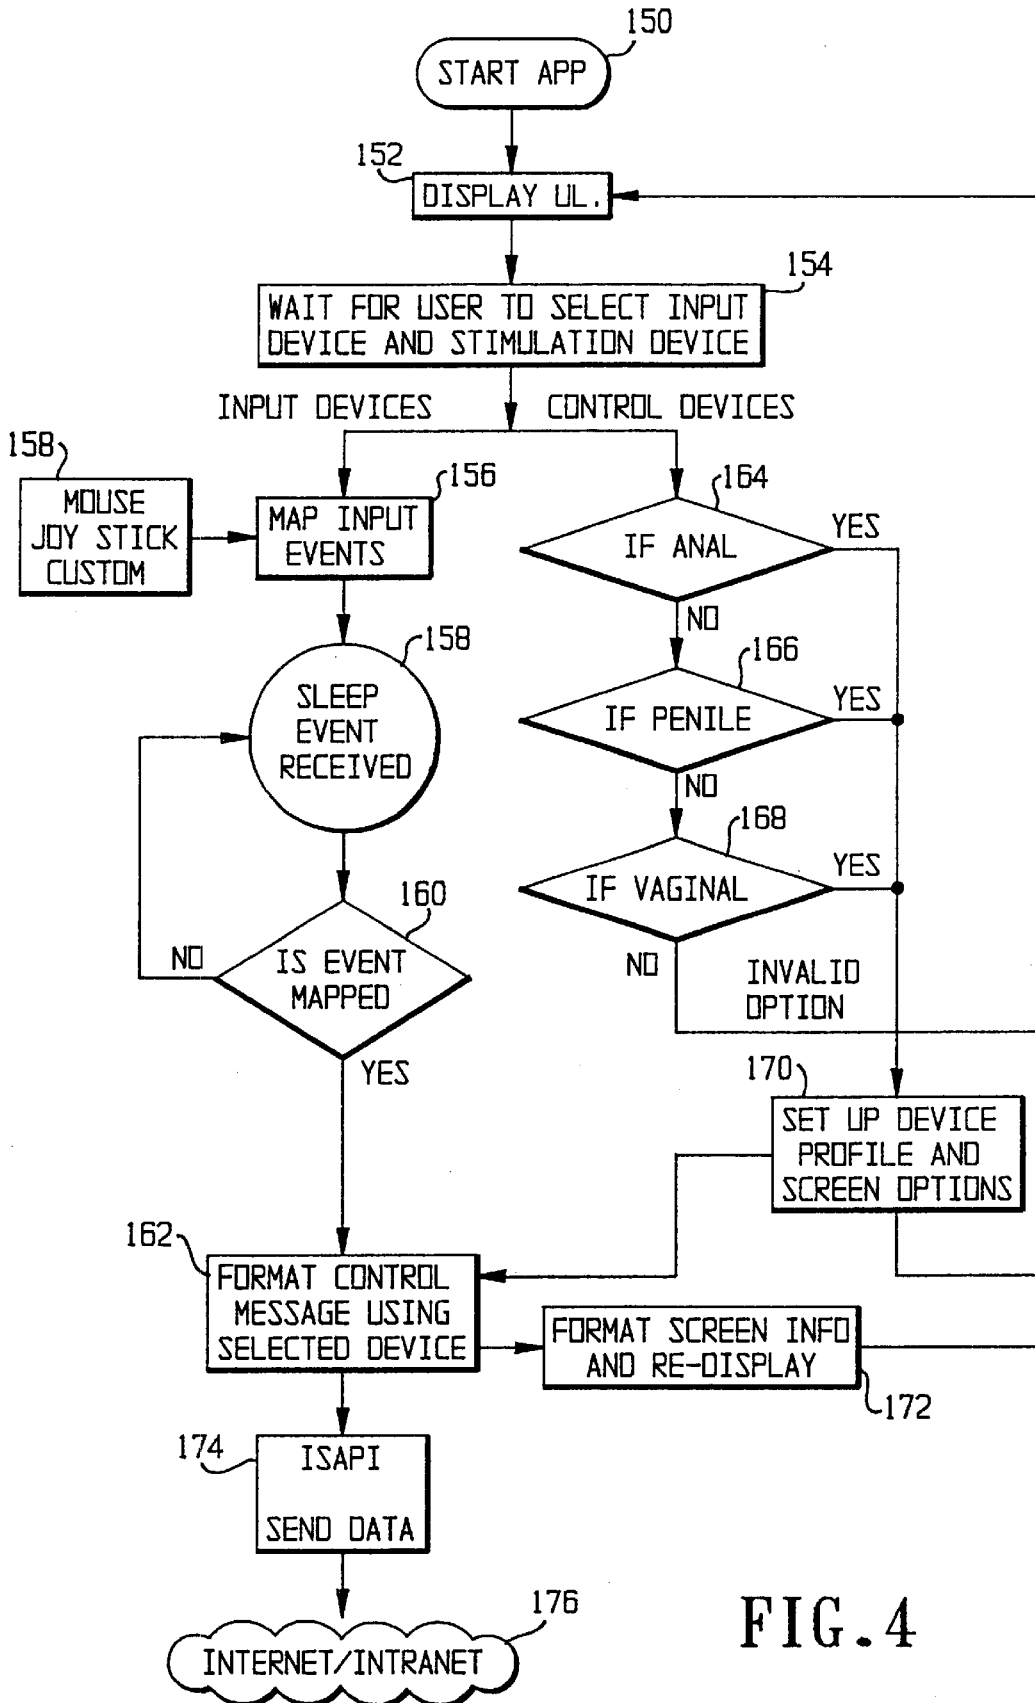 150
START APP
152
DISPLAY UL.
154
WAIT FOR USER TO SELECT INPUT
DEVICE AND STIMULATION DEVICE
INPUT DEVICES
CONTROL DEVICES
158
MOUSE
JOY STICK
CUSTOM
156
MAP INPUT
EVENTS
164
IF ANAL
YES
NO
158
SLEEP
EVENT
RECEIVED
166
IF PENILE
YES
NO
168
IF VAGINAL
YES
NO
INVALID
OPTION
160
IS EVENT
MAPPED
NO
YES
170
SET UP DEVICE
PROFILE AND
SCREEN OPTIONS
162
FORMAT CONTROL
MESSAGE USING
SELECTED DEVICE
FORMAT SCREEN INFO
AND RE-DISPLAY
172
174
ISAPI
SEND DATA
176
INTERNET/INTRANET
FIG. 4